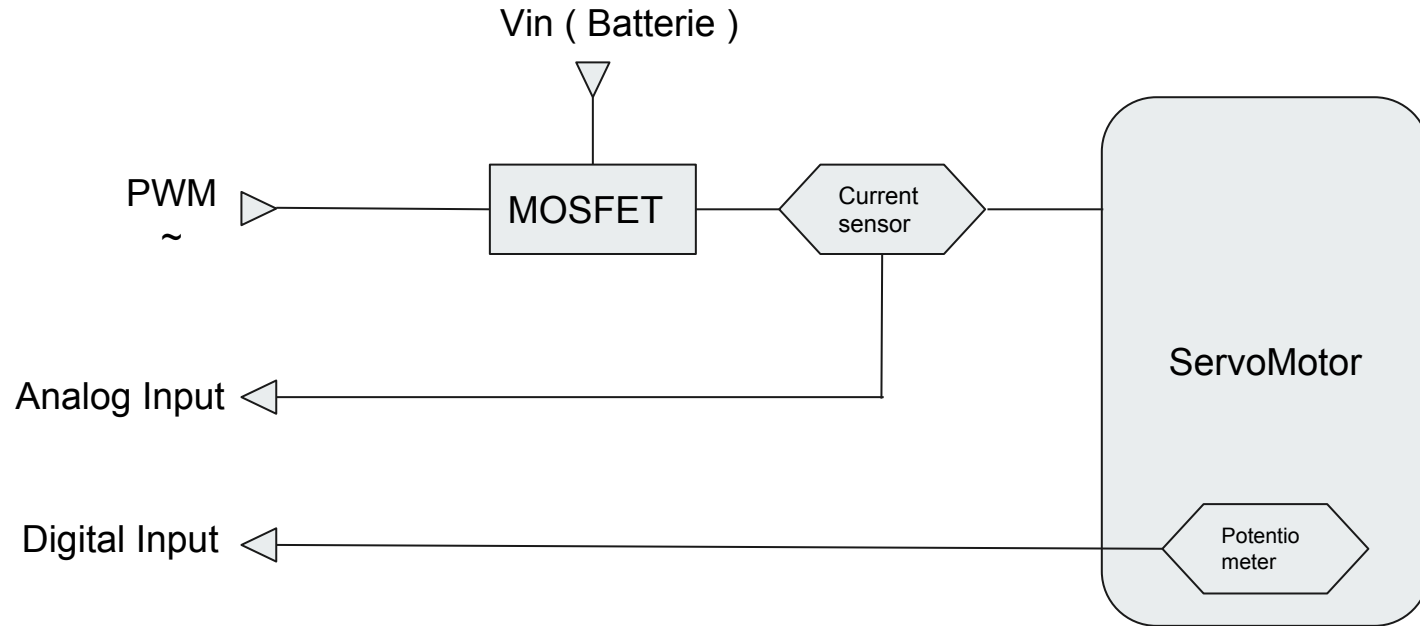 Vin ( Batterie )
PWM
~
MOSFET
Current
sensor
ServoMotor
Analog Input
Digital Input
Potentio
meter